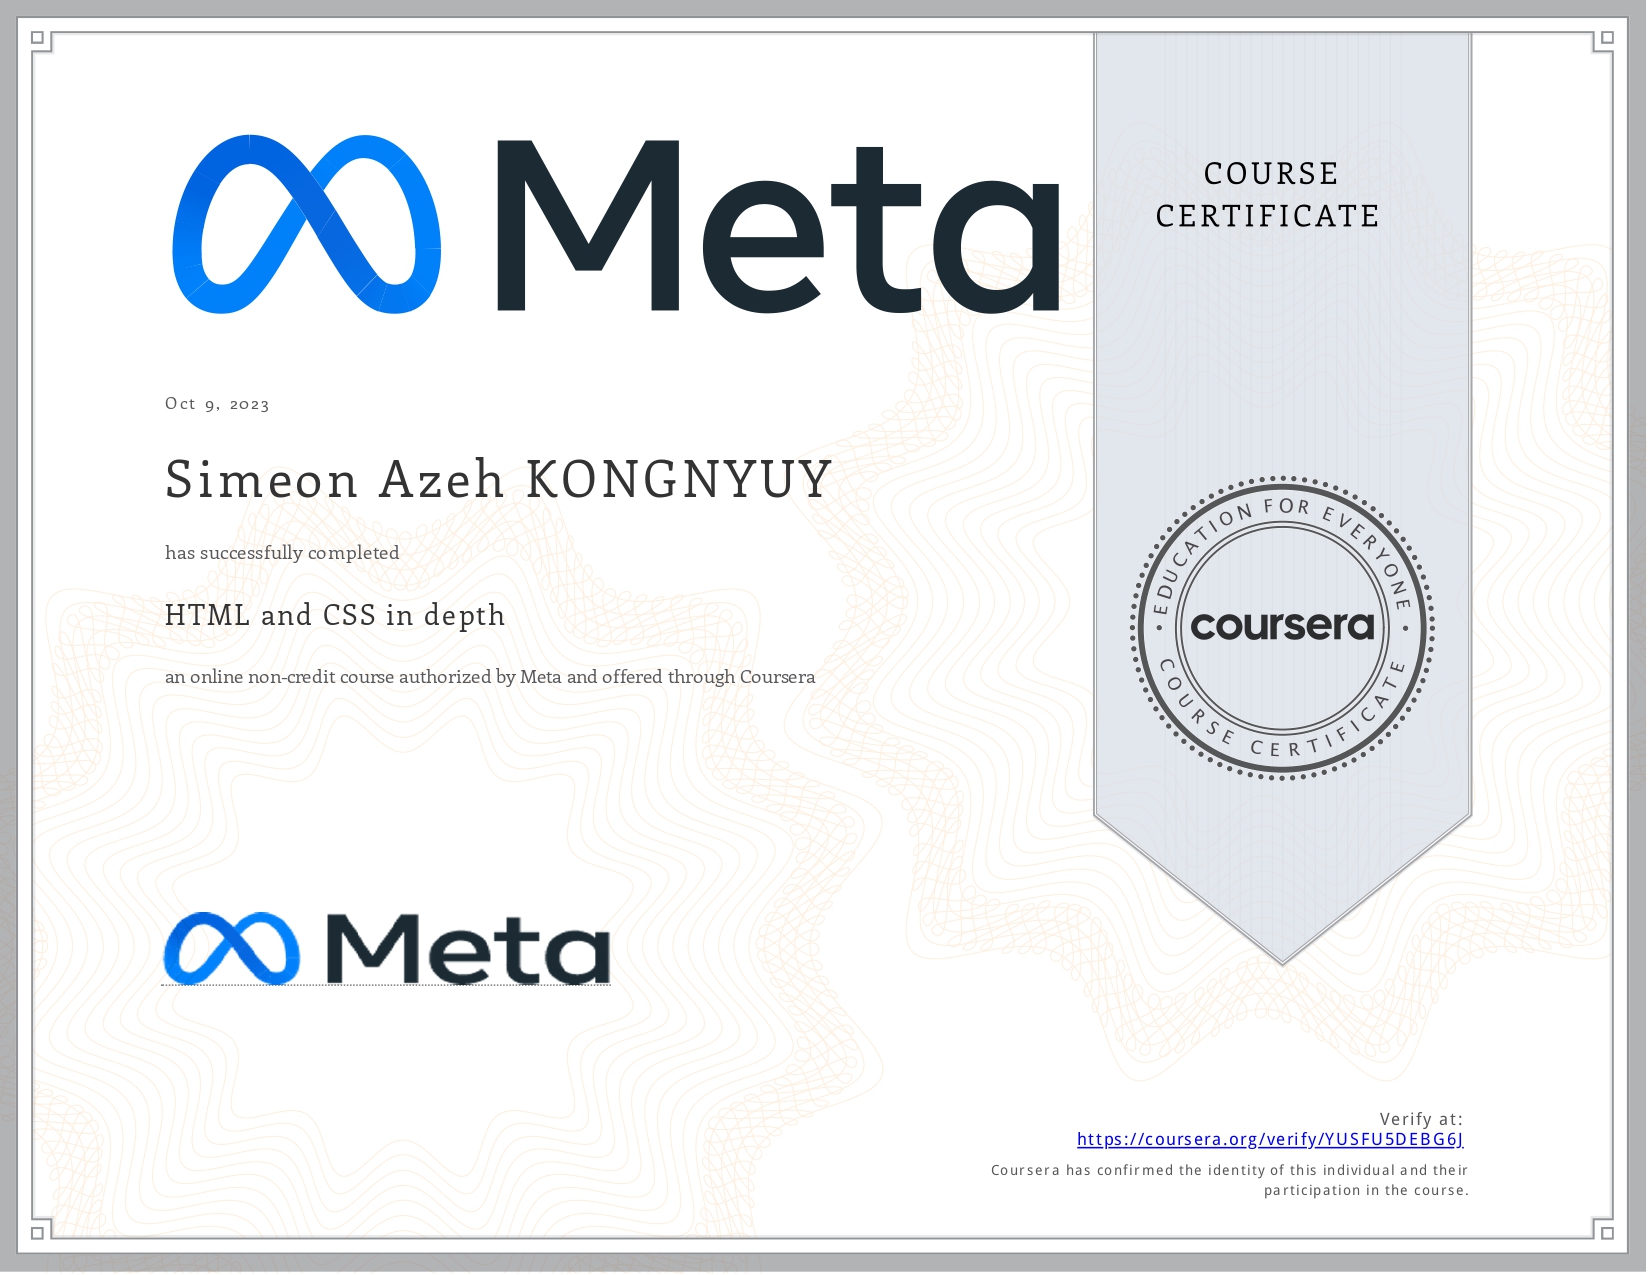 Meta
COURSE
CERTIFICATE
Oct 9, 2023
Simeon Azeh KONGNYUY
has successfully completed
HTML and CSS in depth
an online non-credit course authorized by Meta and offered through Coursera
EDUCATION FOR EVERYONE
coursera
COURSE CERTIFICATE
Meta
Verify at:
https://coursera.org/verify/YUSFU5DEBG6J
Coursera has confirmed the identity of this individual and their
participation in the course.